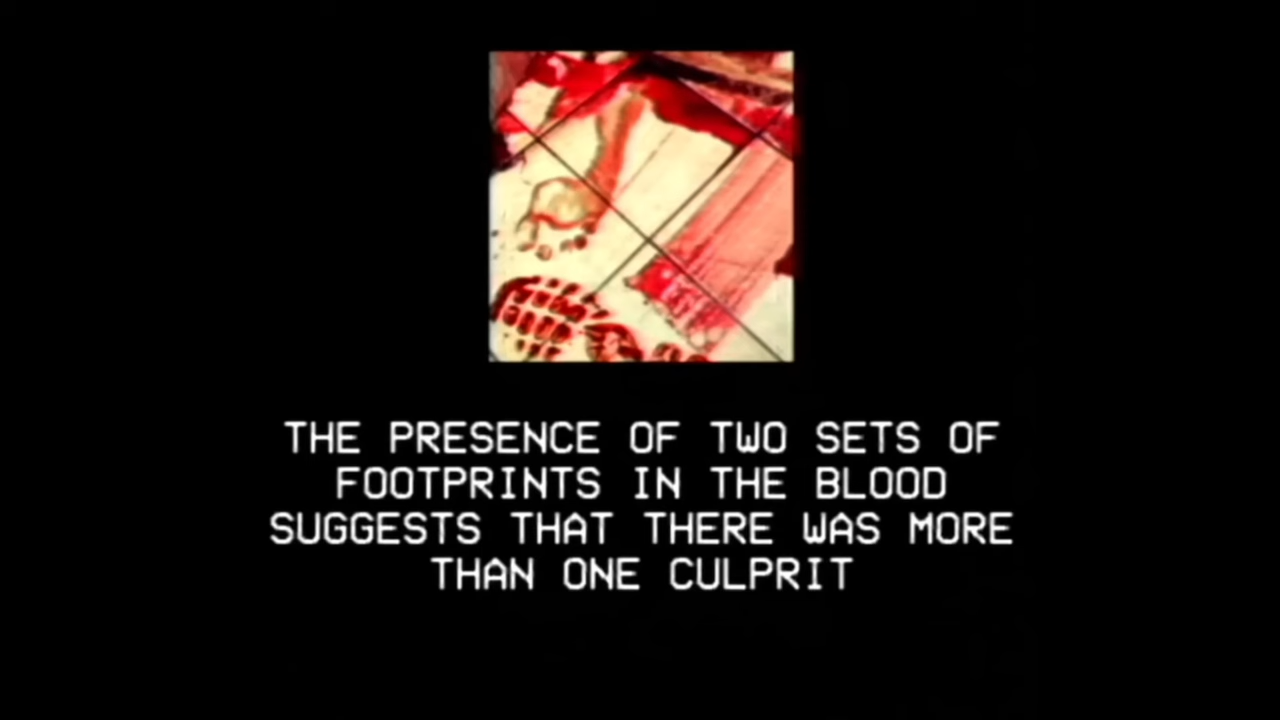 THE PRESENCE OF TWO SETS OF
FOOTPRINTS IN THE BLOOD
SUGGESTS THAT THERE WAS MORE
THAN ONE CULPRIT